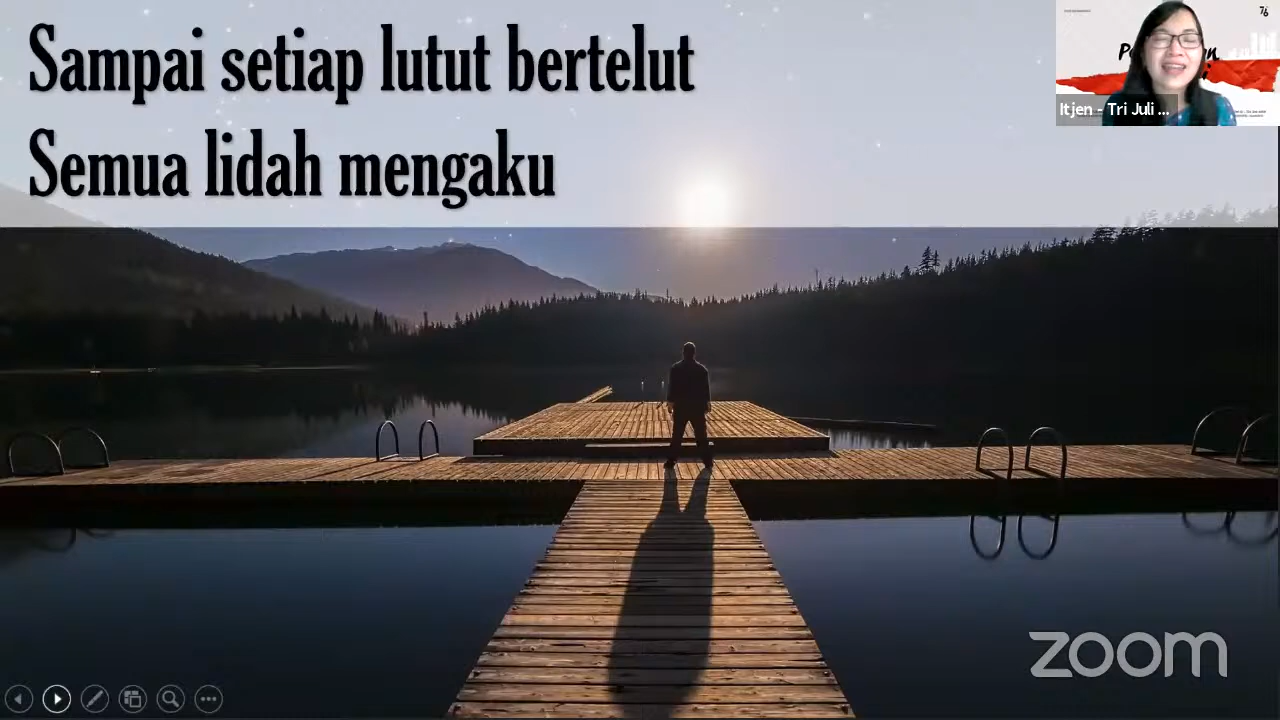 Sampai setiap lutut bertelut
Semua lidah mengaku
76
Itjen - Tri Juli ...
zoom